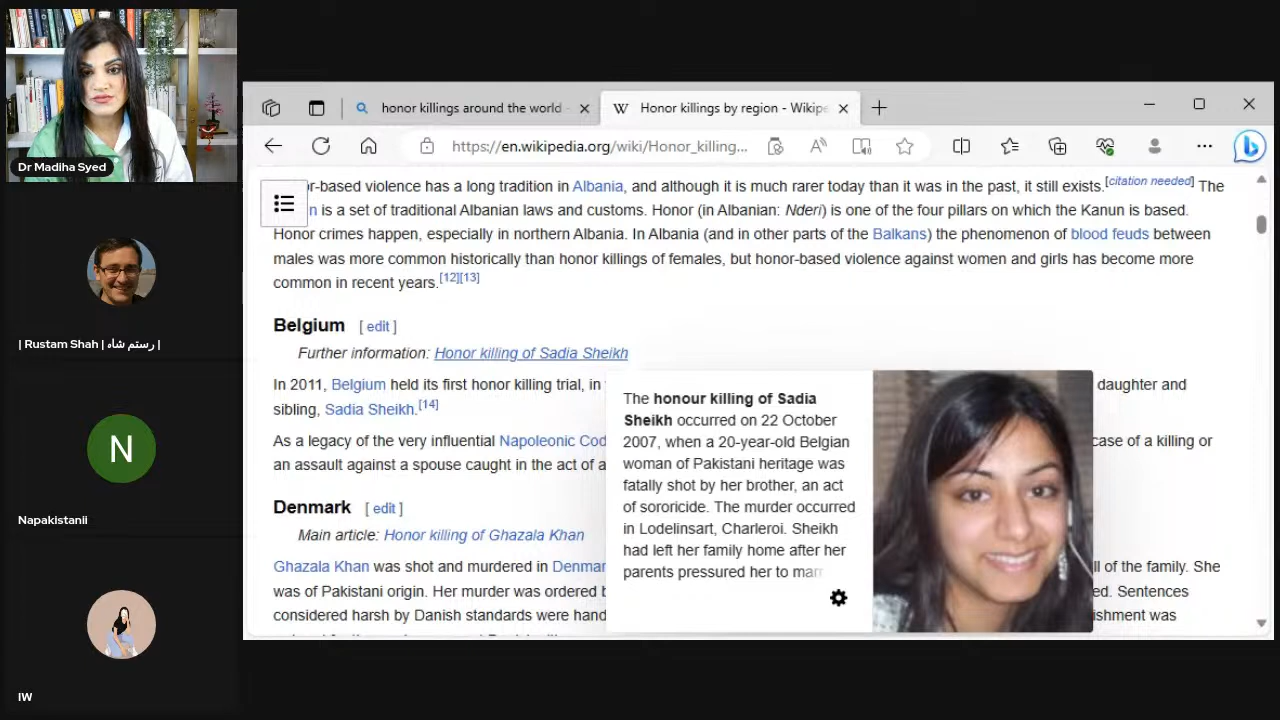 Dr Madiha Syed
| Rustam Shah | رستم شاہ |
N
Napakistanii
IW
honor killings around the world -
W Honor killings by region - Wikipe
https://en.wikipedia.org/wiki/Honor_killing...
r-based violence has a long tradition in Albania, and although it is much rarer today than it was in the past, it still exists.[citation needed] The
n is a set of traditional Albanian laws and customs. Honor (in Albanian: Nderi) is one of the four pillars on which the Kanun is based.
Honor crimes happen, especially in northern Albania. In Albania (and in other parts of the Balkans) the phenomenon of blood feuds between
males was more common historically than honor killings of females, but honor-based violence against women and girls has become more
common in recent years.[12][13]
Belgium [ edit ]
Further information: Honor killing of Sadia Sheikh
In 2011, Belgium held its first honor killing trial, in daughter and
sibling, Sadia Sheikh.[14]
As a legacy of the very influential Napoleonic Cod case of a killing or
an assault against a spouse caught in the act of a
Denmark [ edit ]
Main article: Honor killing of Ghazala Khan
Ghazala Khan was shot and murdered in Denmar ll of the family. She
was of Pakistani origin. Her murder was ordered b ed. Sentences
considered harsh by Danish standards were hand ishment was
The honour killing of Sadia
Sheikh occurred on 22 October
2007, when a 20-year-old Belgian
woman of Pakistani heritage was
fatally shot by her brother, an act
of sororicide. The murder occurred
in Lodelinsart, Charleroi. Sheikh
had left her family home after her
parents pressured her to marr